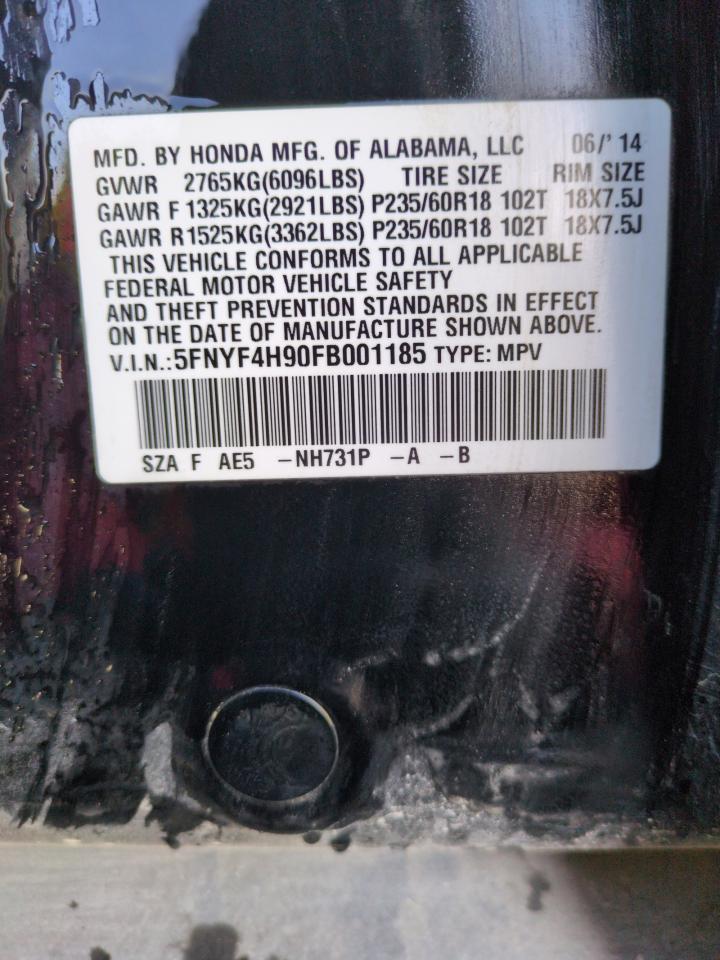 MFD. BY HONDA MFG. OF ALABAMA, LLC 06/'14
GVWR 2765KG(6096LBS) TIRE SIZE RIM SIZE
GAWR F 1325KG(2921LBS) P235/60R18 102T 18X7.5J
GAWR R 1525KG(3362LBS) P235/60R18 102T 18X7.5J
THIS VEHICLE CONFORMS TO ALL APPLICABLE
FEDERAL MOTOR VEHICLE SAFETY
AND THEFT PREVENTION STANDARDS IN EFFECT
ON THE DATE OF MANUFACTURE SHOWN ABOVE.
V.I.N.:5FNYF4H90FB001185 TYPE: MPV
SZA F AE5 -NH731P -A -B